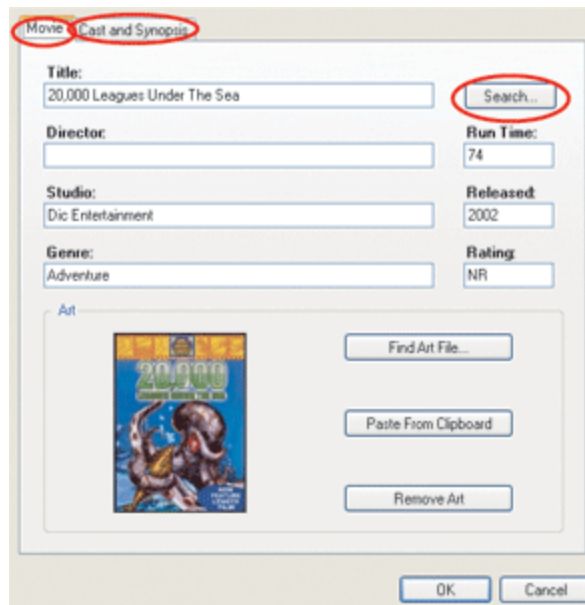 Movie Cast and Synopsis
Title:
20,000 Leagues Under The Sea
Search...
Director:
Run Time:
74
Studio:
Released:
Dic Entertainment
2002
Genre:
Rating:
Adventure
NR
Art
20,000
Find Art File...
Paste From Clipboard
Remove Art
OK Cancel